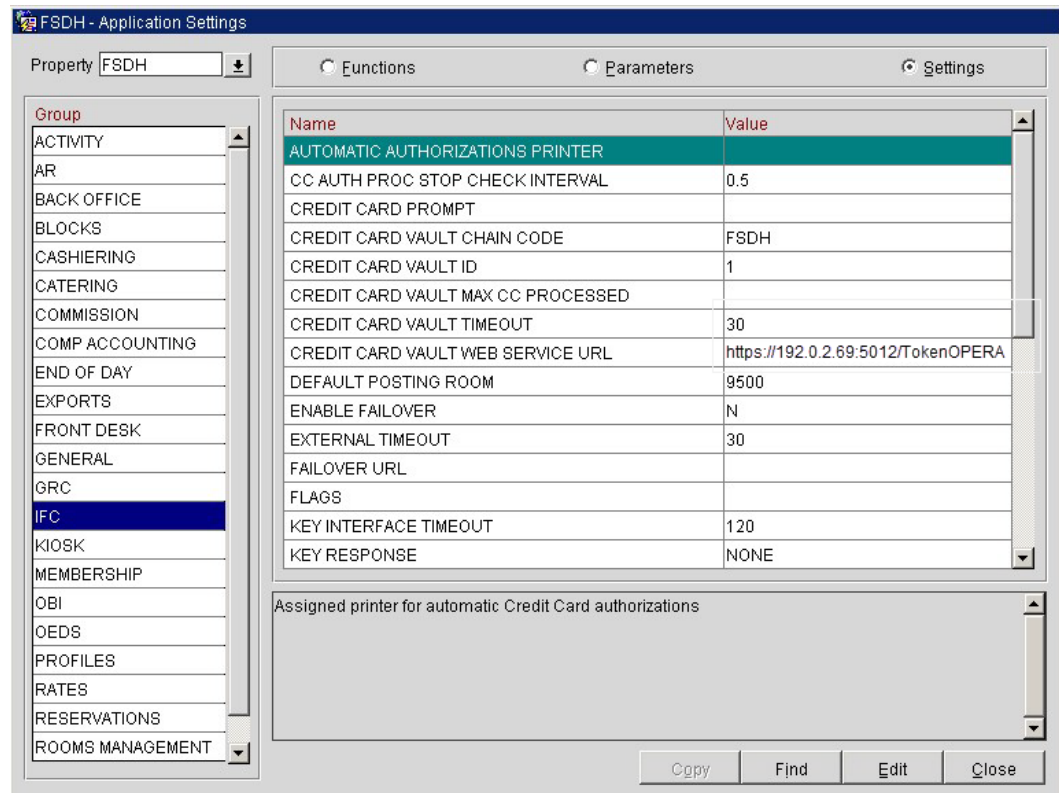 FSDH - Application Settings
Property FSDH
Functions Parameters Settings
Group
ACTIVITY
AR
BACK OFFICE
BLOCKS
CASHIERING
CATERING
COMMISSION
COMP ACCOUNTING
END OF DAY
EXPORTS
FRONT DESK
GENERAL
GRC
IFC
KIOSK
MEMBERSHIP
OBI
OEDS
PROFILES
RATES
RESERVATIONS
ROOMS MANAGEMENT
Name Value
AUTOMATIC AUTHORIZATIONS PRINTER
CC AUTH PROC STOP CHECK INTERVAL 0.5
CREDIT CARD PROMPT
CREDIT CARD VAULT CHAIN CODE FSDH
CREDIT CARD VAULT ID 1
CREDIT CARD VAULT MAX CC PROCESSED
CREDIT CARD VAULT TIMEOUT 30
CREDIT CARD VAULT WEB SERVICE URL https://192.0.2.69:5012/TokenOPERA
DEFAULT POSTING ROOM 9500
ENABLE FAILOVER N
EXTERNAL TIMEOUT 30
FAILOVER URL
FLAGS
KEY INTERFACE TIMEOUT 120
KEY RESPONSE NONE
Assigned printer for automatic Credit Card authorizations
Copy Find Edit Close